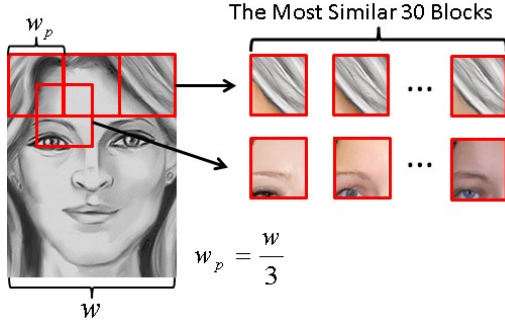 The Most Similar 30 Blocks
w_p
...
...
w_p = w/3
w